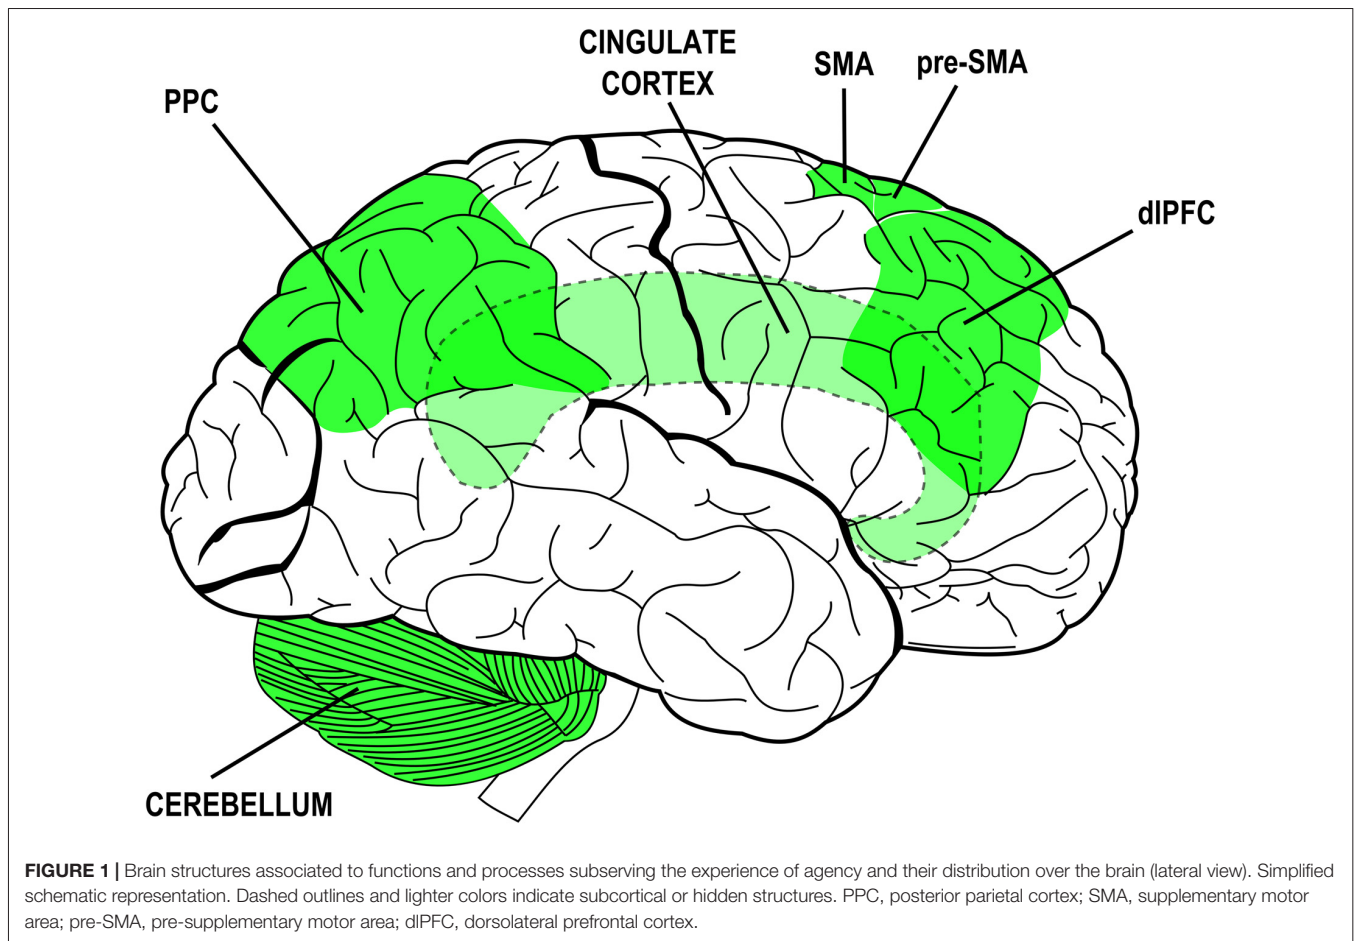 CINGULATE
CORTEX
SMA
pre-SMA
PPC
dlPFC
CEREBELLUM
FIGURE 1 | Brain structures associated to functions and processes subserving the experience of agency and their distribution over the brain (lateral view). Simplified
schematic representation. Dashed outlines and lighter colors indicate subcortical or hidden structures. PPC, posterior parietal cortex; SMA, supplementary motor
area; pre-SMA, pre-supplementary motor area; dlPFC, dorsolateral prefrontal cortex.